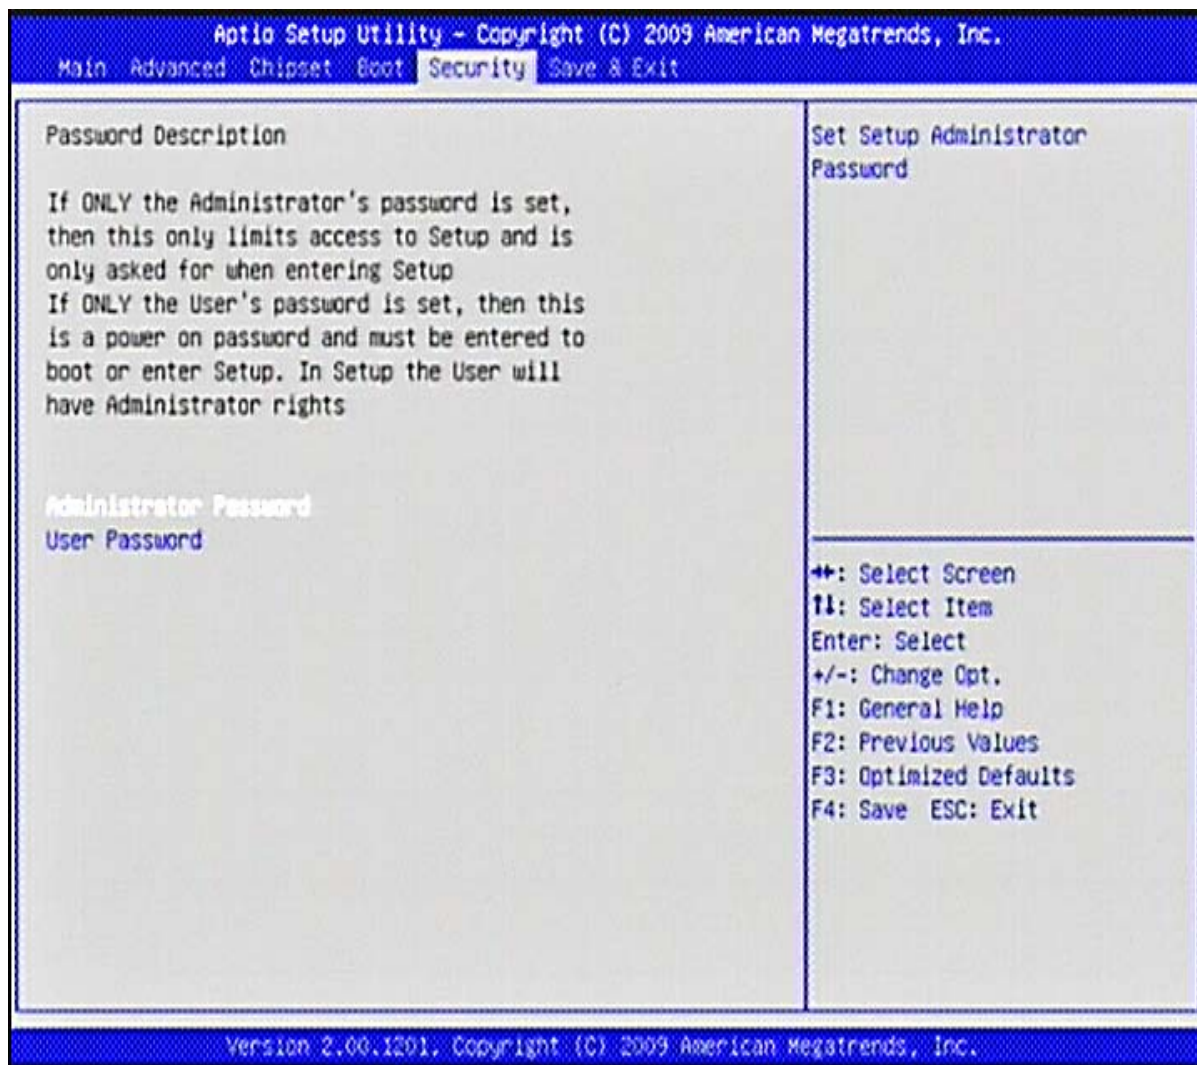 Aptio Setup Utility - Copyright (C) 2009 American Megatrends, Inc.
Main Advanced Chipset Boot Security Save & Exit
Password Description
If ONLY the Administrator's password is set,
then this only limits access to Setup and is
only asked for when entering Setup
If ONLY the User's password is set, then this
is a power on password and must be entered to
boot or enter Setup. In Setup the User will
have Administrator rights
Administrator Password
User Password
Set Setup Administrator
Password
→←: Select Screen
↑↓: Select Item
Enter: Select
+/-: Change Opt.
F1: General Help
F2: Previous Values
F3: Optimized Defaults
F4: Save ESC: Exit
Version 2.00.1201. Copyright (C) 2009 American Megatrends, Inc.